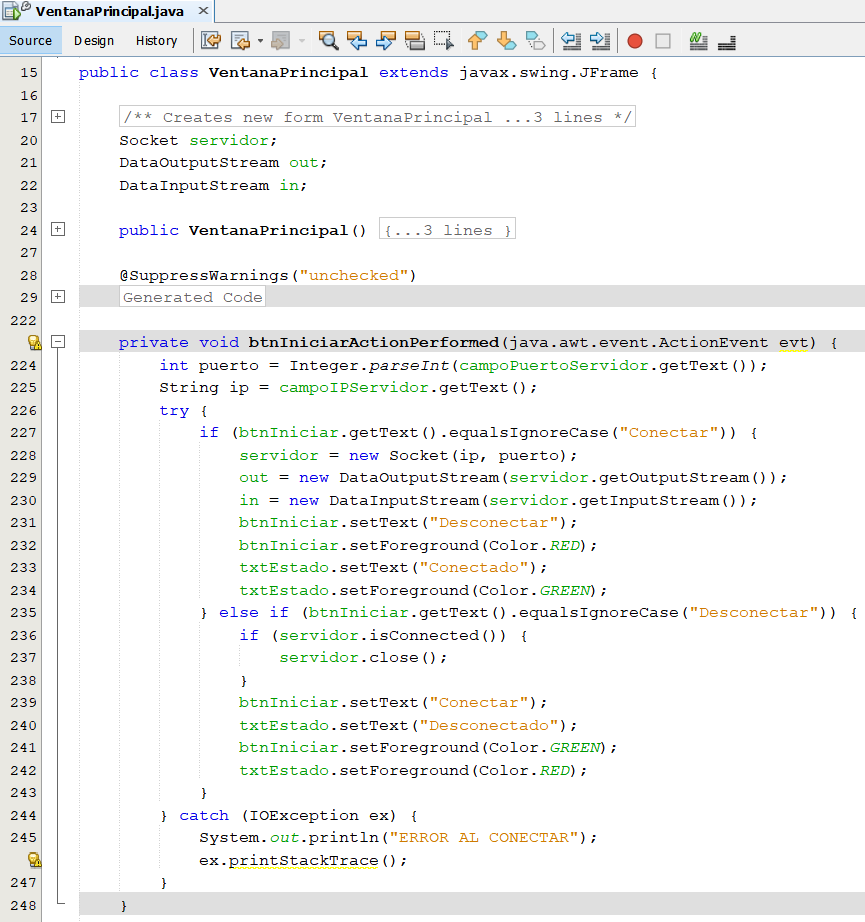 VentanaPrincipal.java
Source Design History
15 public class VentanaPrincipal extends javax.swing.JFrame {
16
17 /** Creates new form VentanaPrincipal ...3 lines */
20 Socket servidor;
21 DataOutputStream out;
22 DataInputStream in;
23
24 public VentanaPrincipal() {...3 lines }
27
28 @SuppressWarnings("unchecked")
29 Generated Code
222
private void btnIniciarActionPerformed(java.awt.event.ActionEvent evt) {
224 int puerto = Integer.parseInt(campoPuertoServidor.getText());
225 String ip = campoIPServidor.getText();
226 try {
227 if (btnIniciar.getText().equalsIgnoreCase("Conectar")) {
228 servidor = new Socket(ip, puerto);
229 out = new DataOutputStream(servidor.getOutputStream());
230 in = new DataInputStream(servidor.getInputStream());
231 btnIniciar.setText("Desconectar");
232 btnIniciar.setForeground(Color.RED);
233 txtEstado.setText("Conectado");
234 txtEstado.setForeground(Color.GREEN);
235 } else if (btnIniciar.getText().equalsIgnoreCase("Desconectar")) {
236 if (servidor.isConnected()) {
237 servidor.close();
238 }
239 btnIniciar.setText("Conectar");
240 txtEstado.setText("Desconectado");
241 btnIniciar.setForeground(Color.GREEN);
242 txtEstado.setForeground(Color.RED);
243 }
244 } catch (IOException ex) {
245 System.out.println("ERROR AL CONECTAR");
ex.printStackTrace();
247 }
248 }